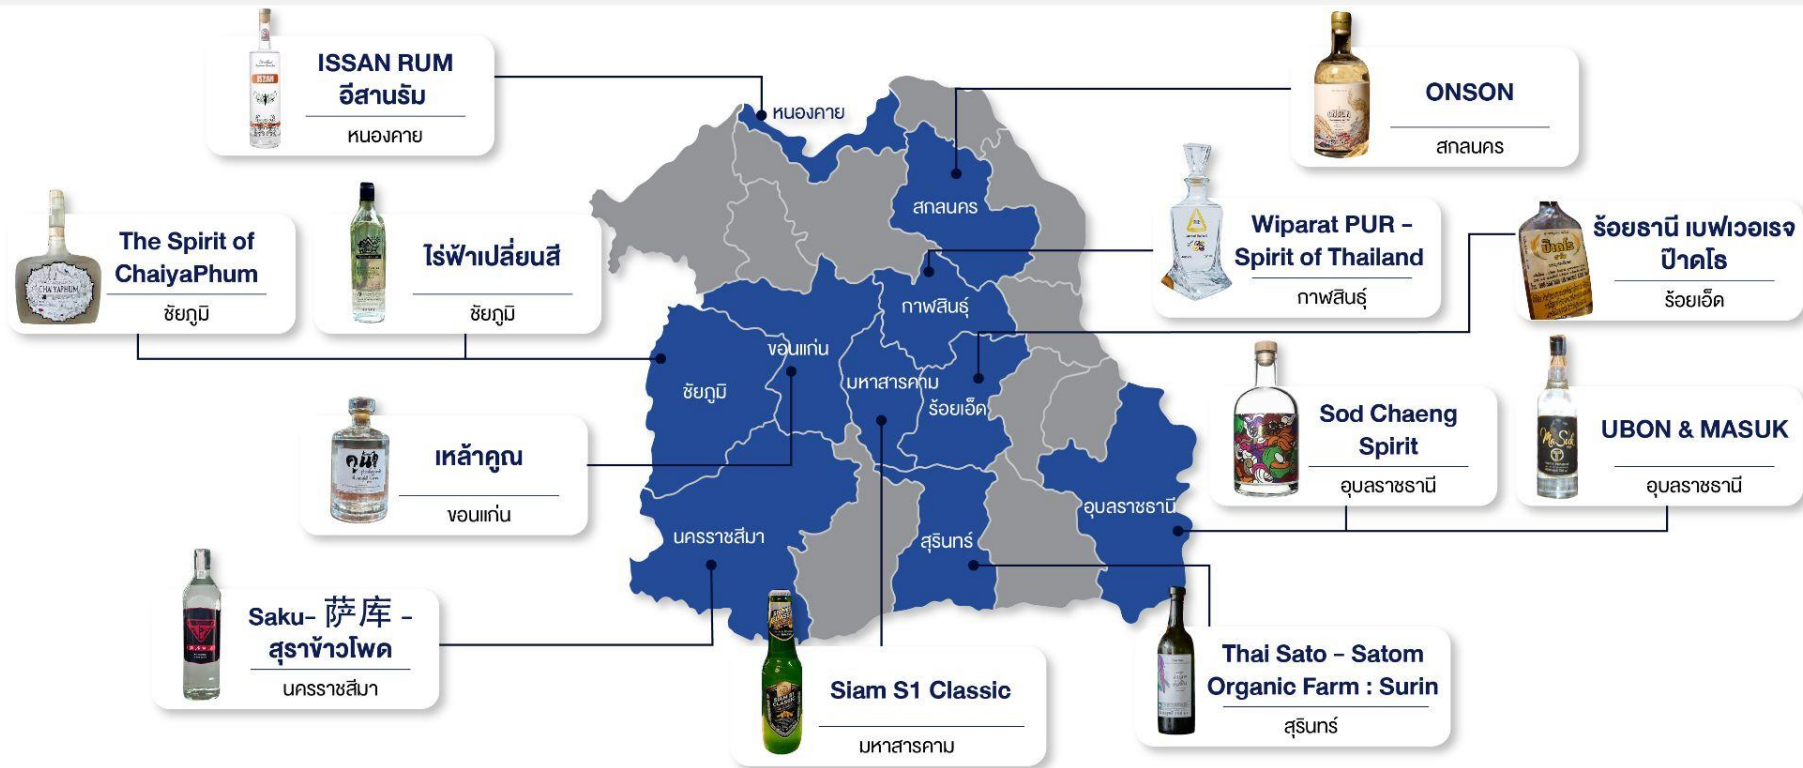 ISSAN RUM
อีสานรัม
หนองคาย
ONSON
สกลนคร
หนองคาย
สกลนคร
The Spirit of
ChaiyaPhum
ชัยภูมิ
ไร่ฟ้าเปลี่ยนสี
ชัยภูมิ
Wiparat PUR -
Spirit of Thailand
กาฬสินธุ์
ร้อยธานี เบฟเวอเรจ
ป๊าดโธ
ร้อยเอ็ด
กาฬสินธุ์
ขอนแก่น
ชัยภูมิ
มหาสารคาม
ร้อยเอ็ด
เหล้าคูณ
ขอนแก่น
Sod Chaeng
Spirit
อุบลราชธานี
UBON & MASUK
อุบลราชธานี
อุบลราชธานี
นครราชสีมา
สุรินทร์
Saku- 萨库 -
สุราข้าวโพด
นครราชสีมา
Siam S1 Classic
มหาสารคาม
Thai Sato - Satom
Organic Farm : Surin
สุรินทร์
CHAIYAPHUM
SIAM S1
CLASSIC